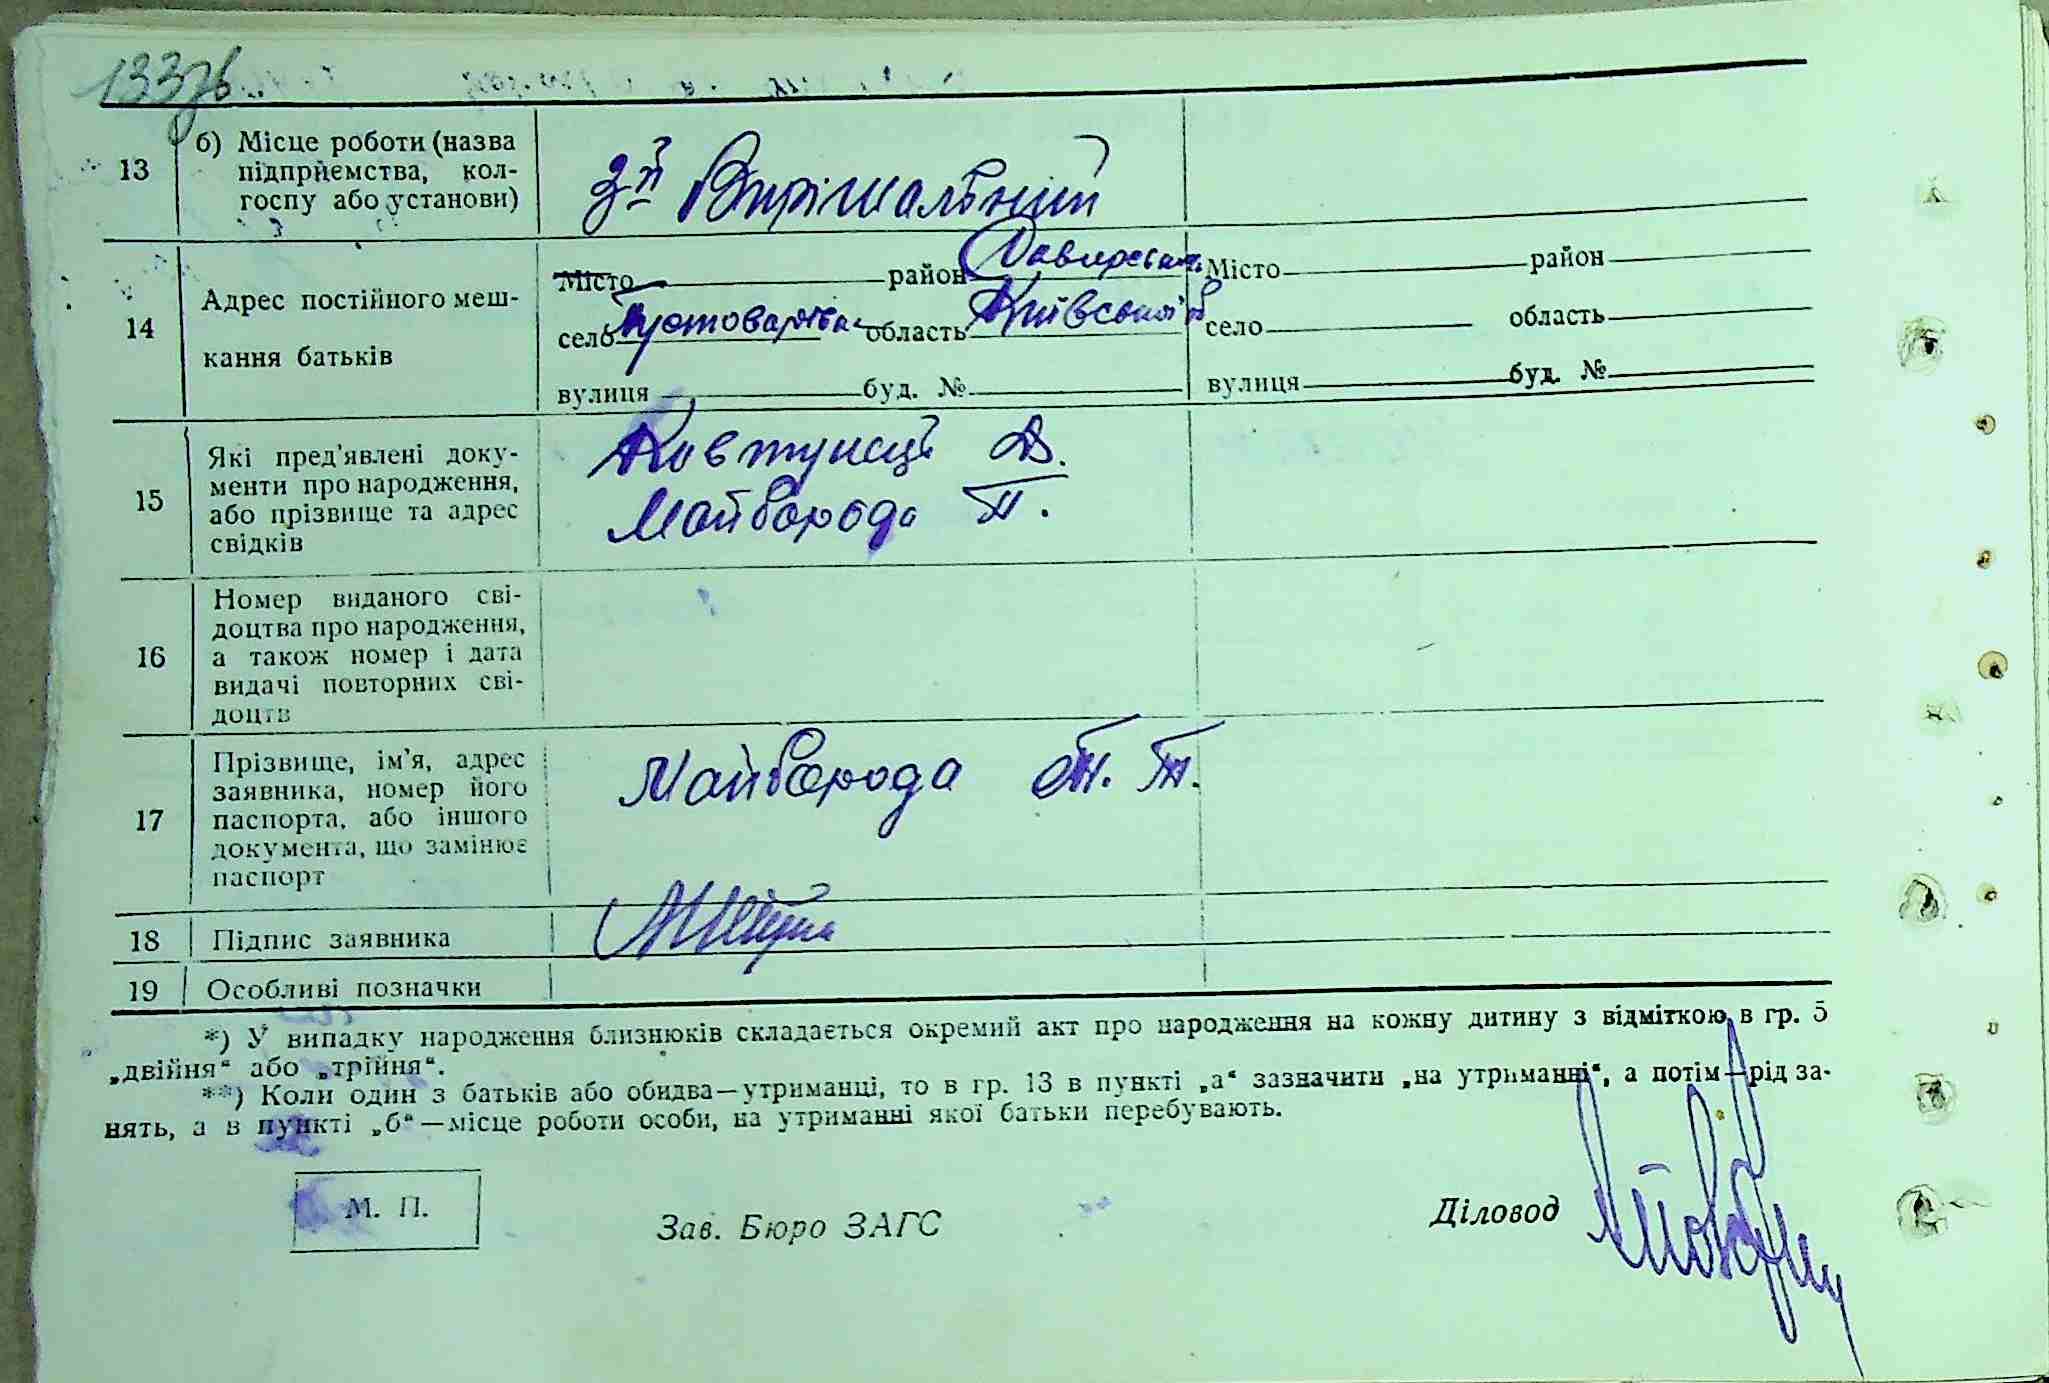 133зв
13
б) Місце роботи (назва
підприємства, кол-
госпу або установи)
3й Вирішальний
14
Адрес постійного меш-
кання батьків
Місто район
село Пустоварівка область Київської
вулиця буд. №
Місто район
село область
вулиця буд. №
15
Які пред'явлені доку-
менти про народження,
або прізвище та адрес
свідків
Ковтунець Д.
Майборода П.
16
Номер виданого сві-
доцтва про народження,
а також номер і дата
видачі повторних сві-
доцтв
17
Прізвище, ім'я, адрес
заявника, номер його
паспорта, або іншого
документа, що замінює
паспорт
Майборода Т.
18
Підпис заявника
19
Особливі позначки
*) У випадку народження близнюків складається окремий акт про народження на кожну дитину з відміткою в гр. 5
„двійня“ або „трійня“.
**) Коли один з батьків або обидва—утриманці, то в гр. 13 в пункті „а“ зазначити „на утриманні“, а потім—рід за-
нять, а в пункті „б“—місце роботи особи, на утриманні якої батьки перебувають.
М. П.
Зав. Бюро ЗАГС
Діловод